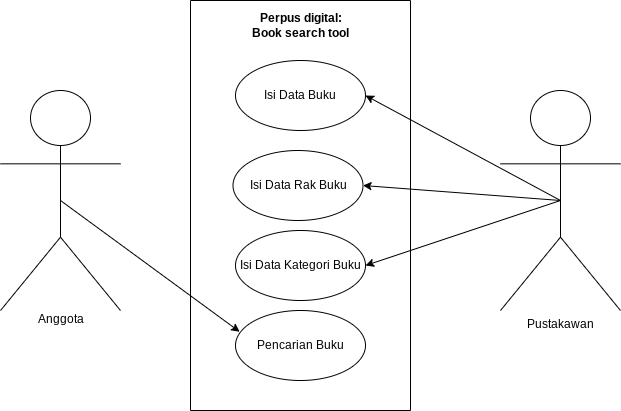 Perpus digital:
Book search tool
Isi Data Buku
Isi Data Rak Buku
Isi Data Kategori Buku
Pencarian Buku
Anggota
Pustakawan